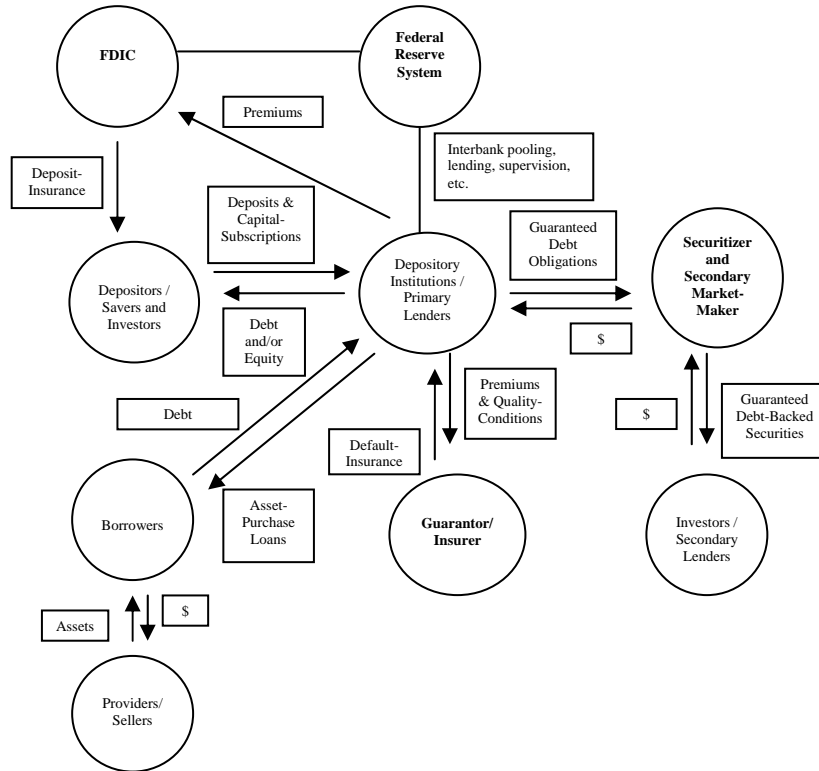 FDIC
Federal
Reserve
System
Premiums
Interbank pooling,
lending, supervision,
etc.
Deposit-
Insurance
Deposits &
Capital-
Subscriptions
Guaranteed
Debt
Obligations
Securitizer
and
Secondary
Market-
Maker
Depositors /
Savers and
Investors
Depository
Institutions /
Primary
Lenders
Debt
and/or
Equity
$
Debt
Premiums
& Quality-
Conditions
$
Guaranteed
Debt-Backed
Securities
Default-
Insurance
Borrowers
Asset-
Purchase
Loans
Guarantor/
Insurer
Investors /
Secondary
Lenders
Assets
$
Providers/
Sellers